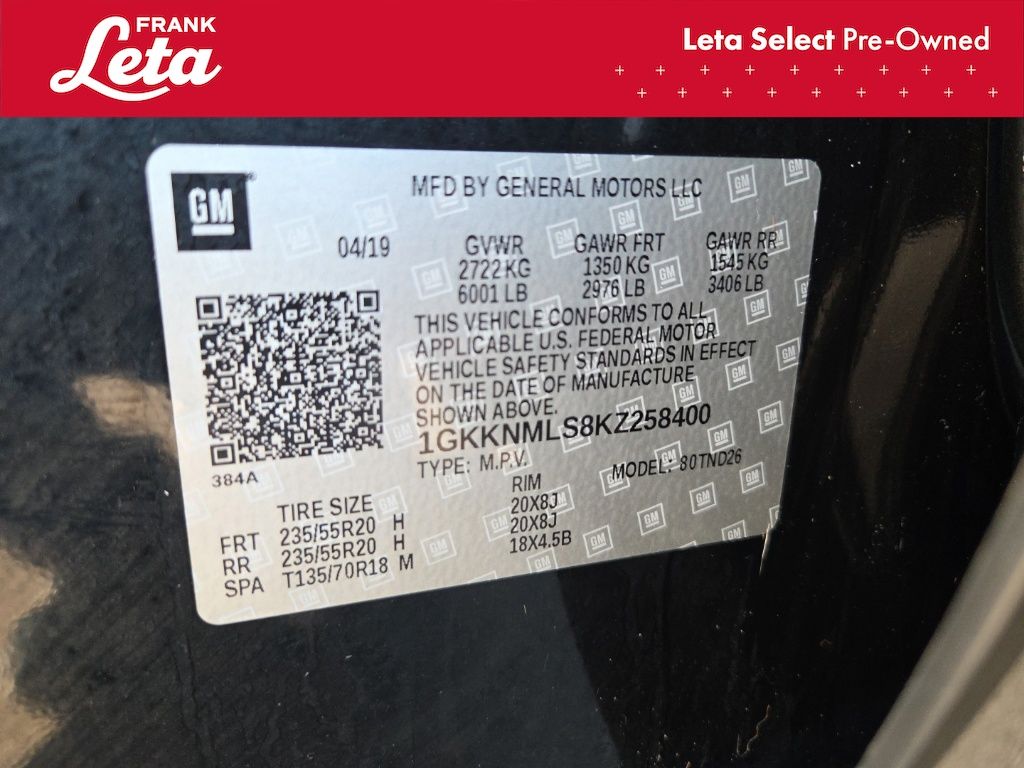 FRANK
Leta
Leta Select Pre-Owned
GM
MFD BY GENERAL MOTORS LLC
04/19
GVWR GAWR FRT GAWR RR
2722 KG 1350 KG 1545 KG
6001 LB 2976 LB 3406 LB
THIS VEHICLE CONFORMS TO ALL
APPLICABLE U.S. FEDERAL MOTOR
VEHICLE SAFETY STANDARDS IN EFFECT
ON THE DATE OF MANUFACTURE
SHOWN ABOVE.
1GKKNMLS8KZ258400
TYPE: M.P.V. MODEL: 80TND26
384A
TIRE SIZE RIM
FRT 235/55R20 H 20X8J
RR 235/55R20 H 20X8J
SPA T135/70R18 M 18X4.5B